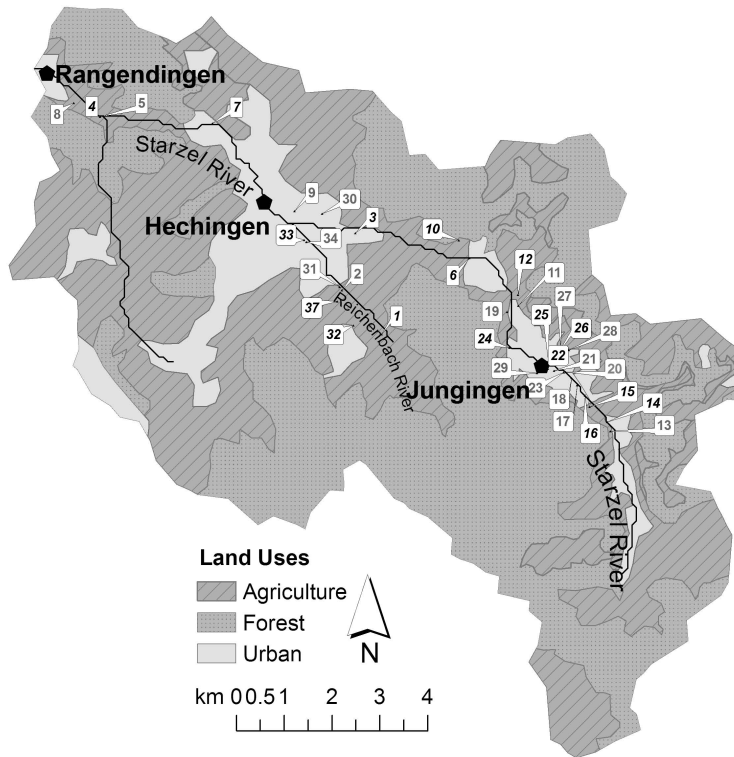 Rangendingen
8
4
5
7
Starzel River
9
30
Hechingen
33
34
3
10
6
12
11
31
2
37
Reichenbach River
1
32
19
27
25
26
28
24
22
21
29
20
Jungingen
23
15
18
14
17
16
13
Starzel River
Land Uses
Agriculture
Forest
Urban
N
km 0 0.5 1 2 3 4